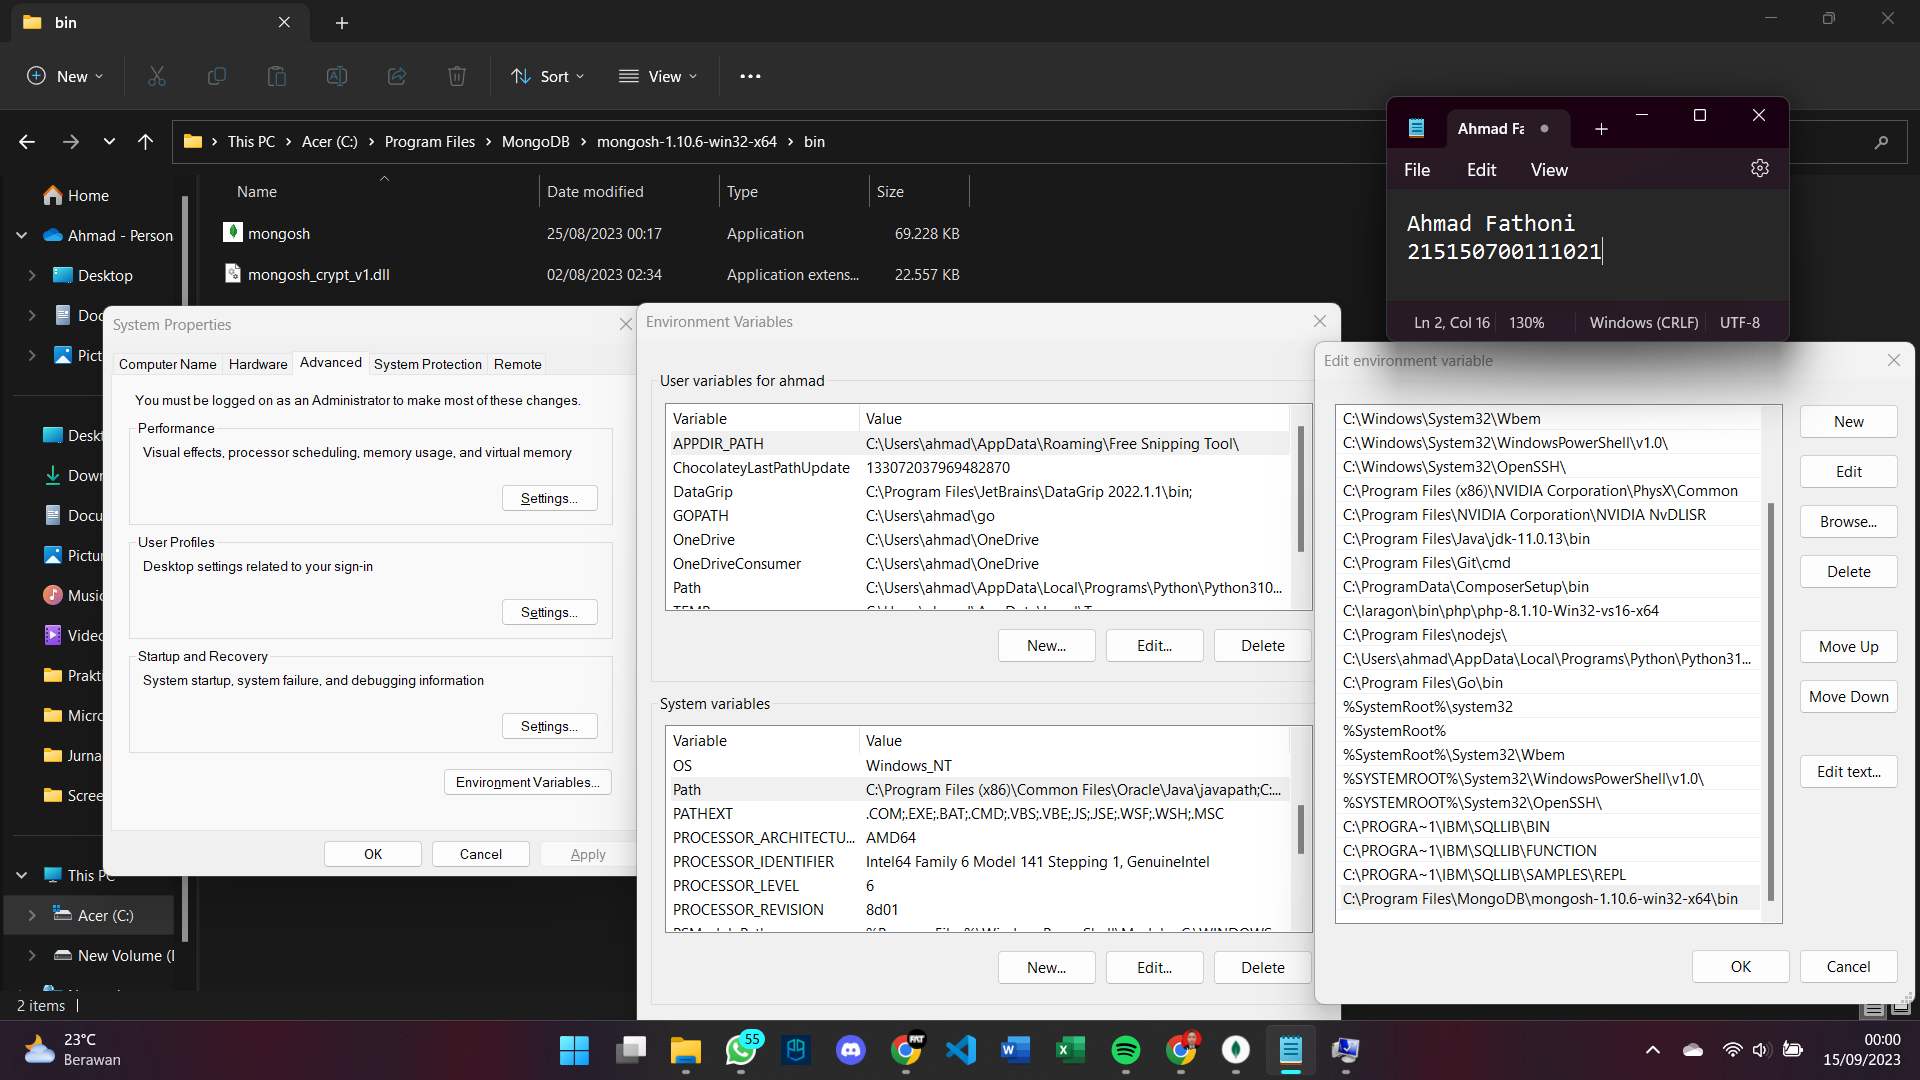 bin
New
Sort
View
This PC
Acer (C:)
Program Files
MongoDB
mongosh-1.10.6-win32-x64
bin
Name
Date modified
Type
Size
mongosh
25/08/2023 00:17
Application
69.228 KB
mongosh_crypt_v1.dll
02/08/2023 02:34
Application extens...
22.557 KB
Home
Ahmad - Person
Desktop
Doc
Pict
Deskt
Down
Docu
Pictur
Music
Video
Prakti
Micro
Jurna
Scree
This PC
Acer (C:)
New Volume (
2 items
Ahmad Fa
File
Edit
View
Ahmad Fathoni
215150700111021
Ln 2, Col 16
130%
Windows (CRLF)
UTF-8
System Properties
Computer Name
Hardware
Advanced
System Protection
Remote
You must be logged on as an Administrator to make most of these changes.
Performance
Visual effects, processor scheduling, memory usage, and virtual memory
Settings...
User Profiles
Desktop settings related to your sign-in
Settings...
Startup and Recovery
System startup, system failure, and debugging information
Settings...
Environment Variables...
OK
Cancel
Apply
Environment Variables
User variables for ahmad
Variable Value
APPDIR_PATH C:\Users\ahmad\AppData\Roaming\Free Snipping Tool\
ChocolateyLastPathUpdate 133072037969482870
DataGrip C:\Program Files\JetBrains\DataGrip 2022.1.1\bin;
GOPATH C:\Users\ahmad\go
OneDrive C:\Users\ahmad\OneDrive
OneDriveConsumer C:\Users\ahmad\OneDrive
Path C:\Users\ahmad\AppData\Local\Programs\Python\Python310...
New...
Edit...
Delete
System variables
Variable Value
OS Windows_NT
Path C:\Program Files (x86)\Common Files\Oracle\Java\javapath;C:...
PATHEXT .COM;.EXE;.BAT;.CMD;.VBS;.VBE;.JS;.JSE;.WSF;.WSH;.MSC
PROCESSOR_ARCHITECTU... AMD64
PROCESSOR_IDENTIFIER Intel64 Family 6 Model 141 Stepping 1, GenuineIntel
PROCESSOR_LEVEL 6
PROCESSOR_REVISION 8d01
New...
Edit...
Delete
Edit environment variable
C:\Windows\System32\Wbem
C:\Windows\System32\WindowsPowerShell\v1.0\
C:\Windows\System32\OpenSSH\
C:\Program Files (x86)\NVIDIA Corporation\PhysX\Common
C:\Program Files\NVIDIA Corporation\NVIDIA NvDLISR
C:\Program Files\Java\jdk-11.0.13\bin
C:\Program Files\Git\cmd
C:\ProgramData\ComposerSetup\bin
C:\laragon\bin\php\php-8.1.10-Win32-vs16-x64
C:\Program Files\nodejs\
C:\Users\ahmad\AppData\Local\Programs\Python\Python31...
C:\Program Files\Go\bin
%SystemRoot%\system32
%SystemRoot%
%SystemRoot%\System32\Wbem
%SYSTEMROOT%\System32\WindowsPowerShell\v1.0\
%SYSTEMROOT%\System32\OpenSSH\
C:\PROGRA~1\IBM\SQLLIB\BIN
C:\PROGRA~1\IBM\SQLLIB\FUNCTION
C:\PROGRA~1\IBM\SQLLIB\SAMPLES\REPL
C:\Program Files\MongoDB\mongosh-1.10.6-win32-x64\bin
New
Edit
Browse...
Delete
Move Up
Move Down
Edit text...
OK
Cancel
23°C
Berawan
55
FAT
00:00
15/09/2023